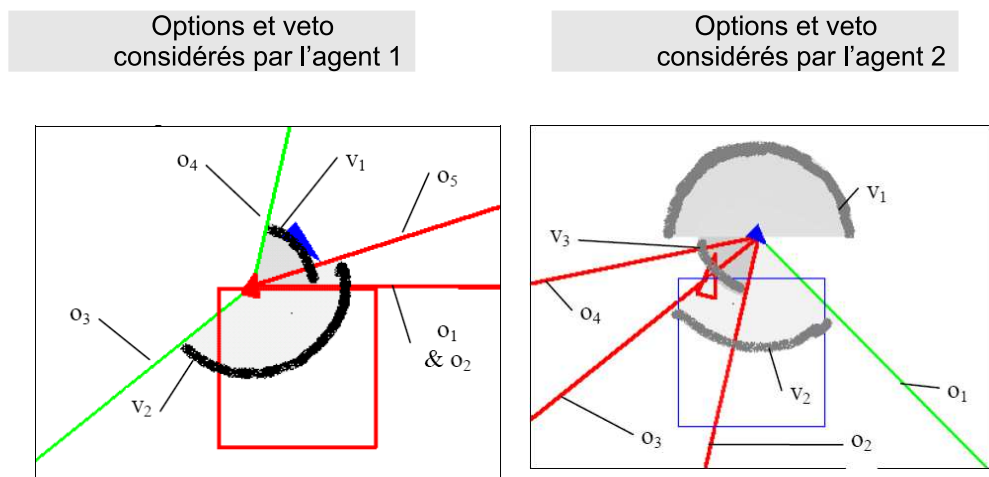 Options et veto
considérés par l'agent 1
Options et veto
considérés par l'agent 2
o4
v1
o5
o3
o1
& o2
v2
v1
v3
o4
o1
v2
o3
o2